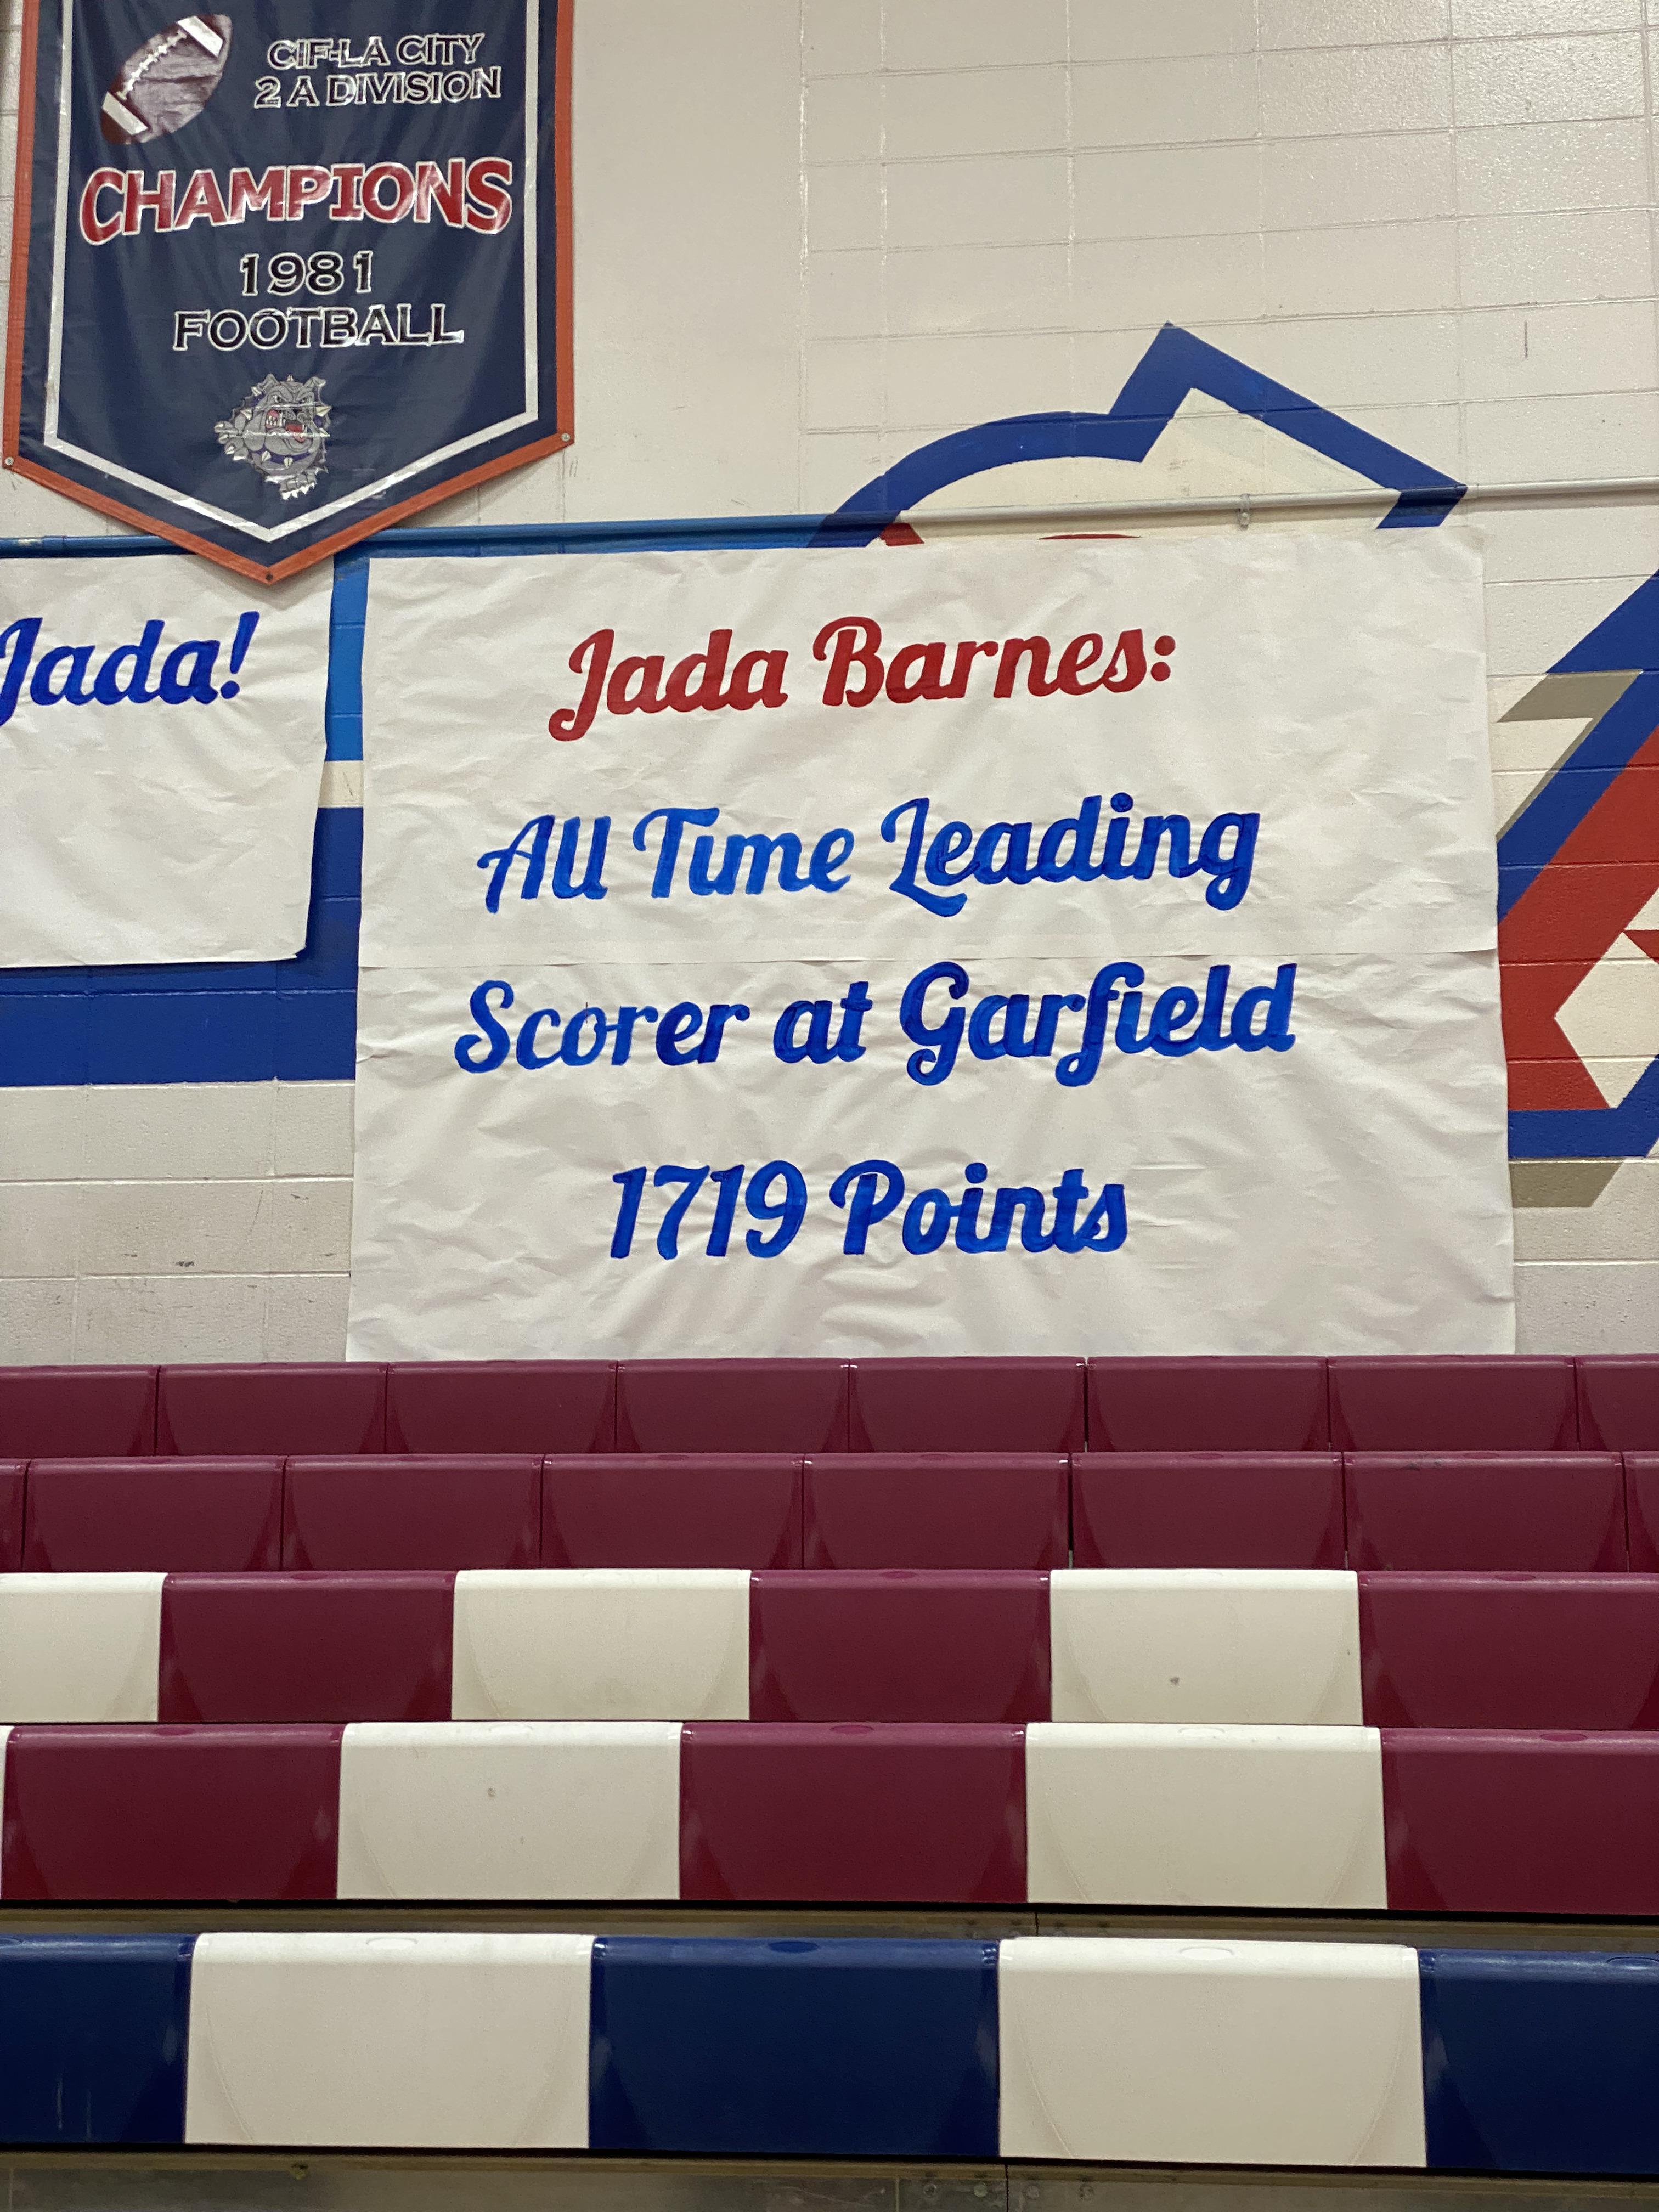 CIF-LA CITY
2 A DIVISION
CHAMPIONS
1981
FOOTBALL
Jada!
Jada Barnes:
All Time Leading
Scorer at Garfield
1719 Points